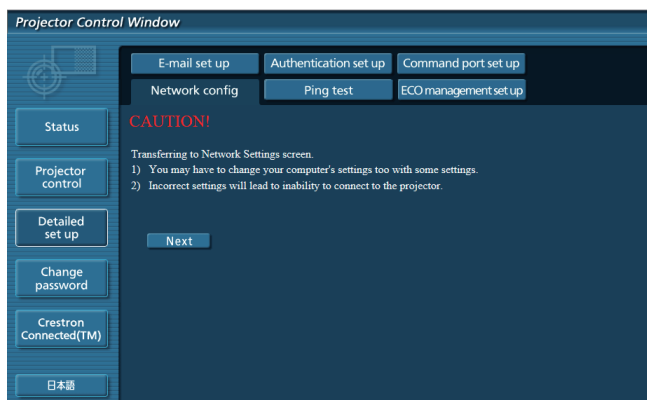 Projector Control Window
E-mail set up
Authentication set up
Command port set up
Network config
Ping test
ECO management set up
Status
Projector
control
Detailed
set up
Change
password
Crestron
Connected(TM)
日本語
CAUTION!
Transferring to Network Settings screen.
1) You may have to change your computer's settings too with some settings.
2) Incorrect settings will lead to inability to connect to the projector.
Next